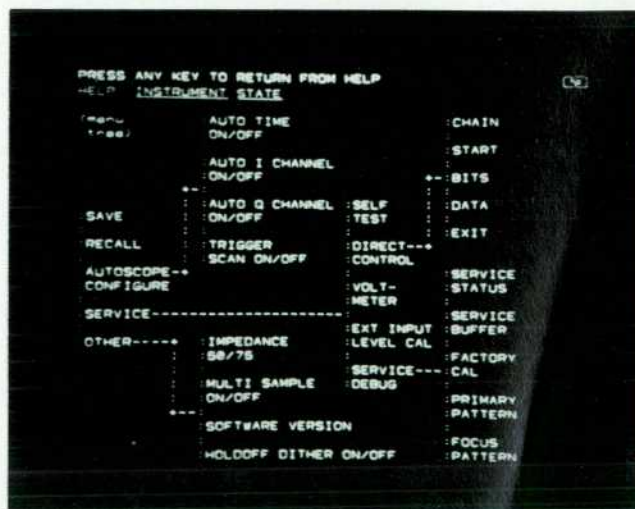 PRESS ANY KEY TO RETURN FROM HELP
hp
HELP INSTRUMENT STATE
(menu tree)
SAVE
RECALL
AUTOSCOPE
CONFIGURE
SERVICE
OTHER
AUTO TIME
ON/OFF
AUTO I CHANNEL
ON/OFF
AUTO Q CHANNEL
ON/OFF
TRIGGER
SCAN ON/OFF
IMPEDANCE
50/75
MULTI SAMPLE
ON/OFF
SOFTWARE VERSION
HOLDOFF DITHER ON/OFF
SELF
TEST
DIRECT
CONTROL
VOLT-
METER
EXT INPUT
LEVEL CAL
SERVICE
DEBUG
CHAIN
START
BITS
DATA
EXIT
SERVICE
STATUS
SERVICE
BUFFER
FACTORY
CAL
PRIMARY
PATTERN
FOCUS
PATTERN